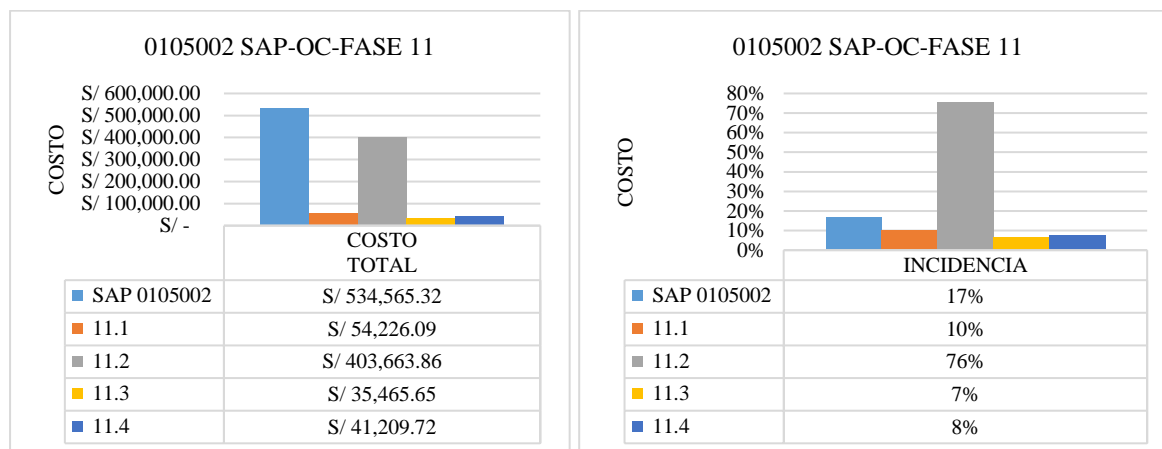 0105002 SAP-OC-FASE 11
COSTO
S/ 600,000.00
S/ 500,000.00
S/ 400,000.00
S/ 300,000.00
S/ 200,000.00
S/ 100,000.00
S/ -
COSTO
TOTAL
SAP 0105002 S/ 534,565.32
11.1 S/ 54,226.09
11.2 S/ 403,663.86
11.3 S/ 35,465.65
11.4 S/ 41,209.72
0105002 SAP-OC-FASE 11
COSTO
80%
70%
60%
50%
40%
30%
20%
10%
0%
INCIDENCIA
SAP 0105002 17%
11.1 10%
11.2 76%
11.3 7%
11.4 8%